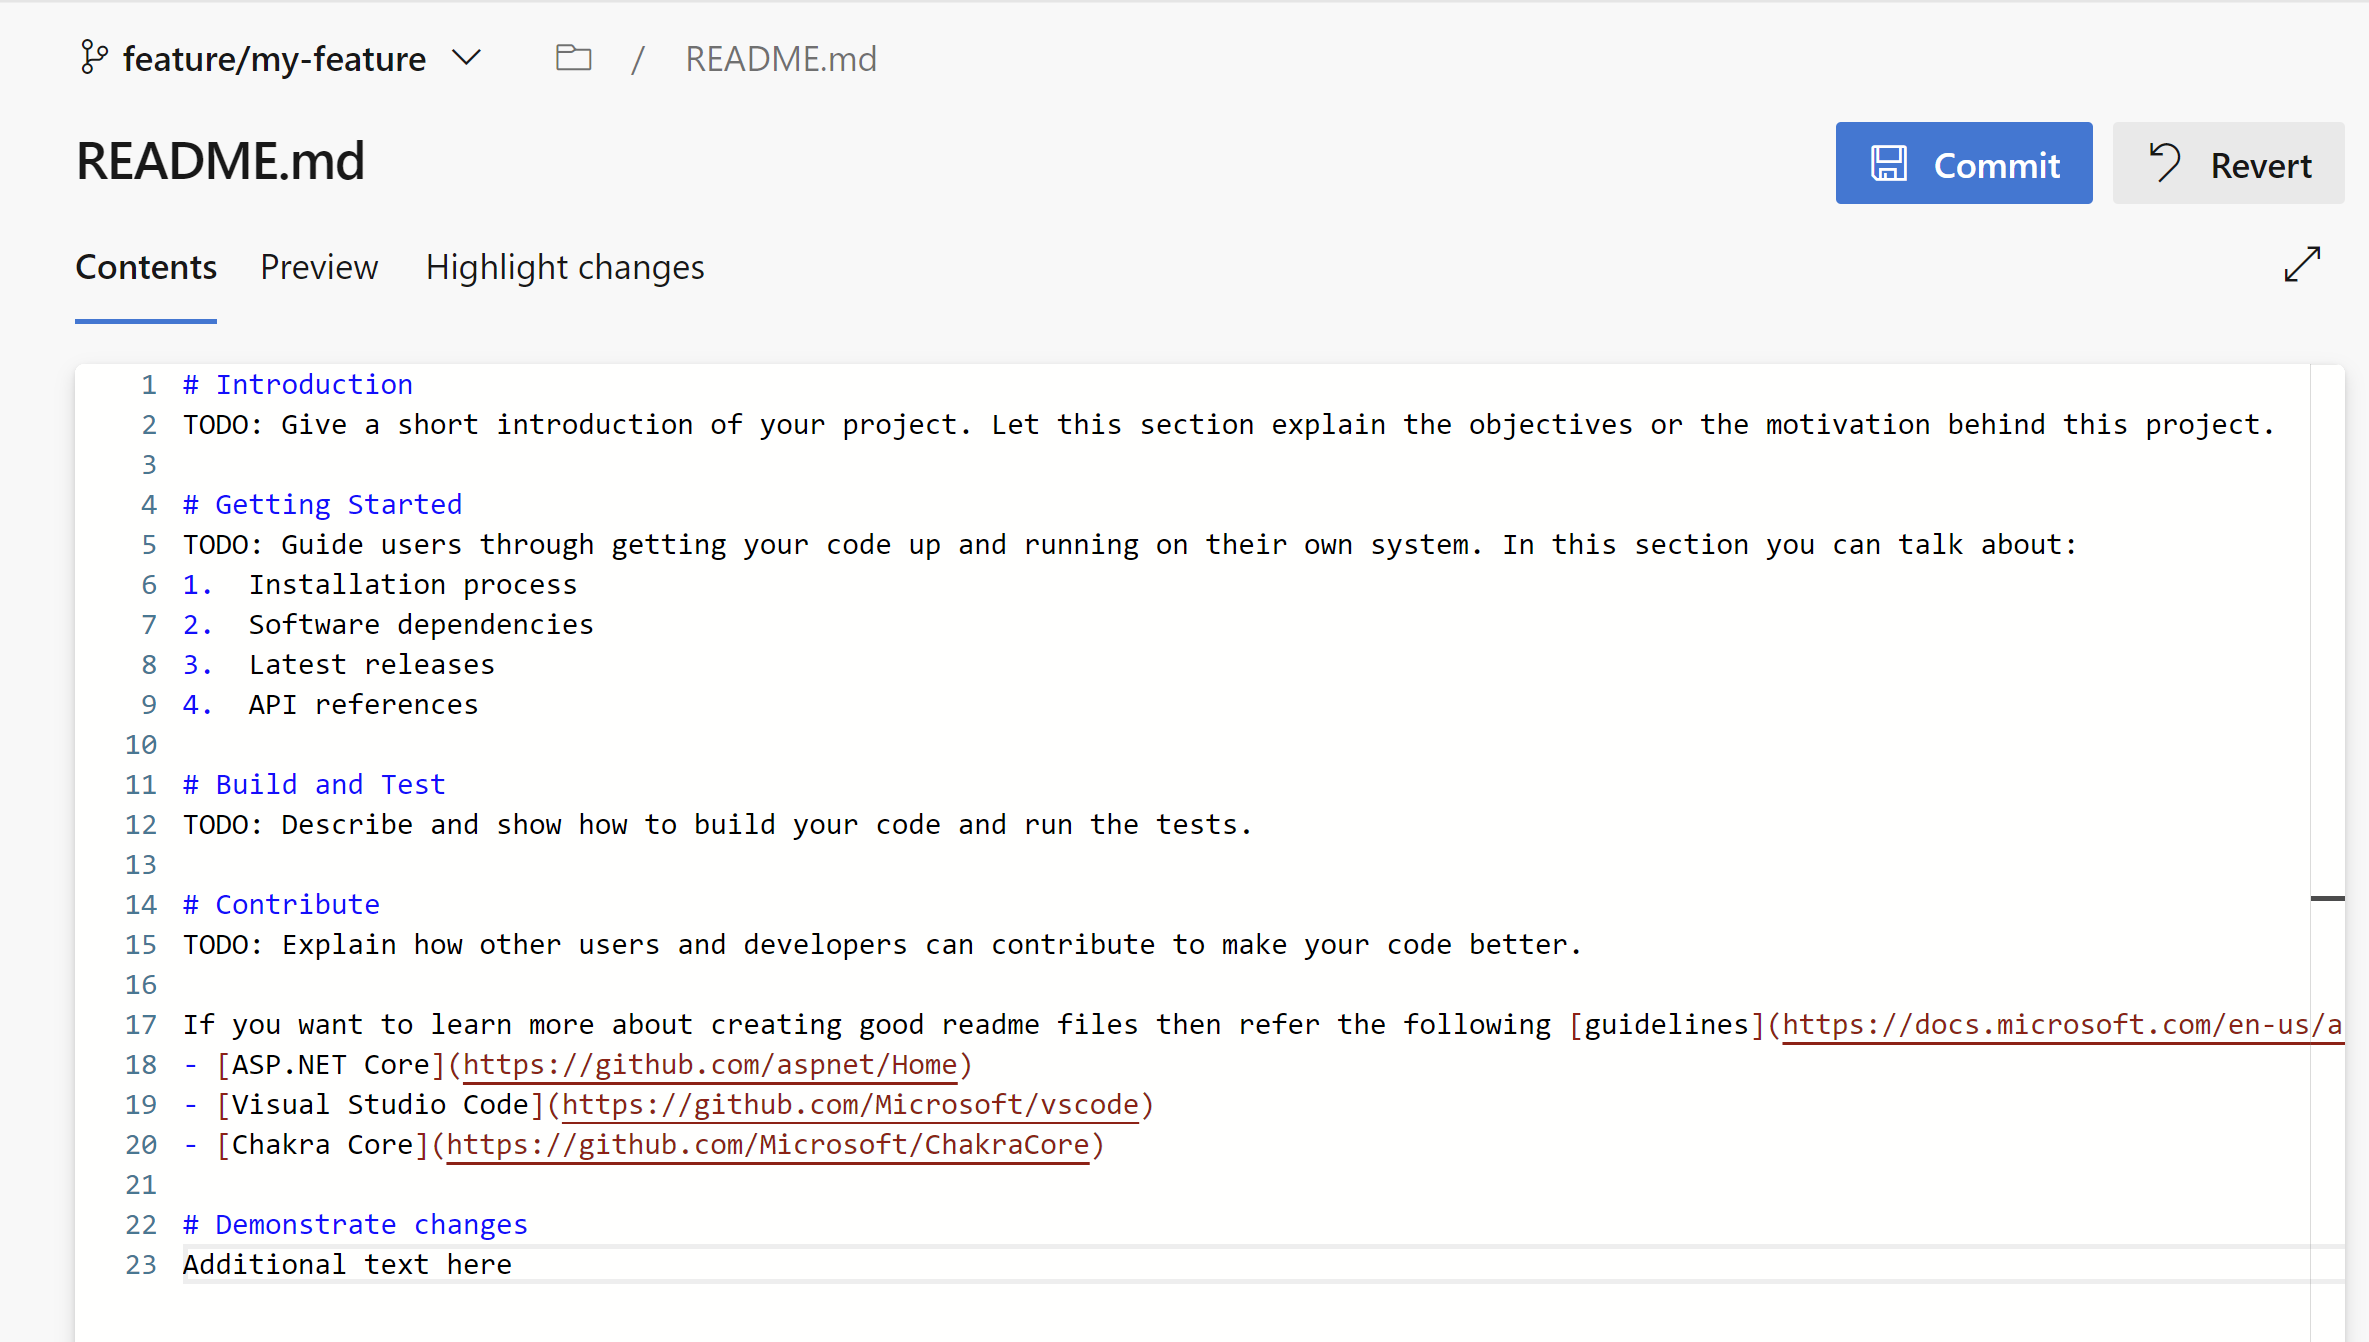 feature/my-feature / README.md
README.md
Commit Revert
Contents Preview Highlight changes
1 # Introduction
2 TODO: Give a short introduction of your project. Let this section explain the objectives or the motivation behind this project.
3
4 # Getting Started
5 TODO: Guide users through getting your code up and running on their own system. In this section you can talk about:
6 1.  Installation process
7 2.  Software dependencies
8 3.  Latest releases
9 4.  API references
10
11 # Build and Test
12 TODO: Describe and show how to build your code and run the tests.
13
14 # Contribute
15 TODO: Explain how other users and developers can contribute to make your code better.
16
17 If you want to learn more about creating good readme files then refer the following [guidelines](https://docs.microsoft.com/en-us/a
18 - [ASP.NET Core](https://github.com/aspnet/Home)
19 - [Visual Studio Code](https://github.com/Microsoft/vscode)
20 - [Chakra Core](https://github.com/Microsoft/ChakraCore)
21
22 # Demonstrate changes
23 Additional text here